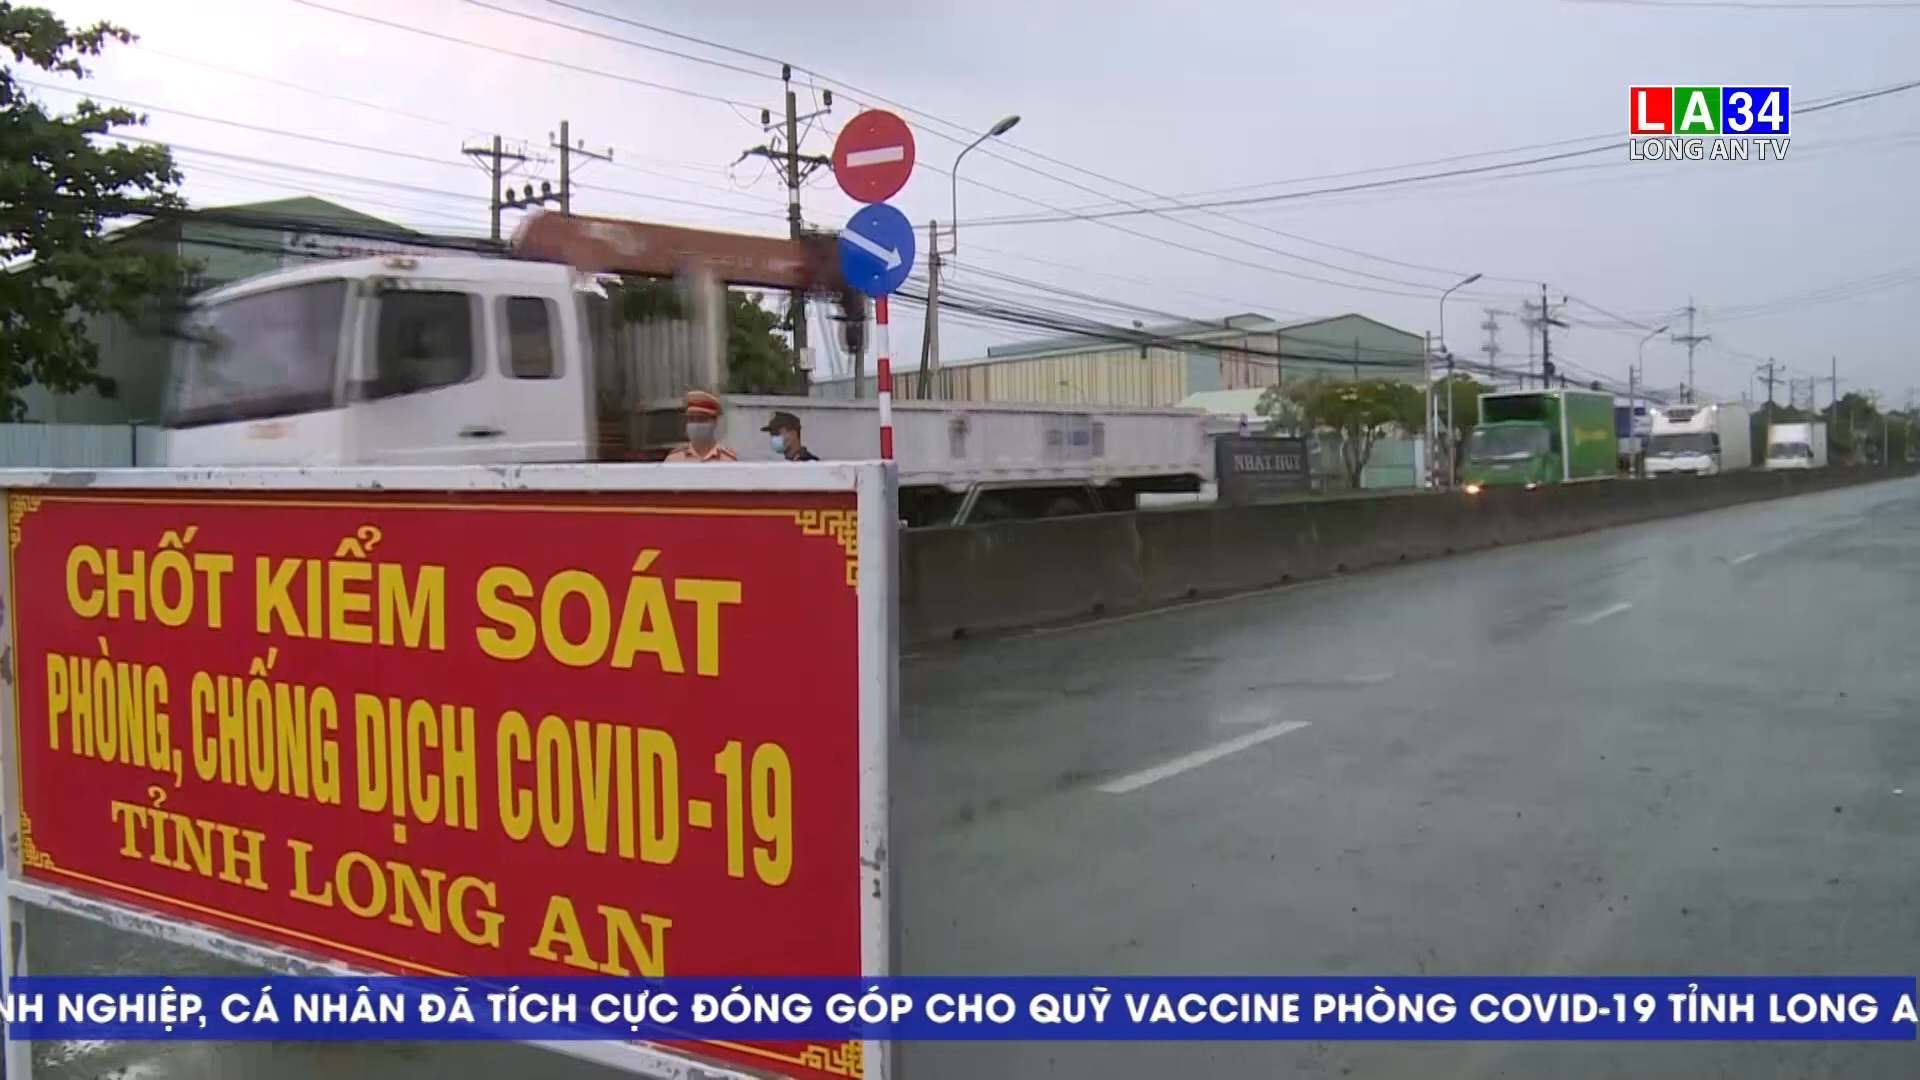 LA34
LONG AN TV
NHAT HUY
CHỐT KIỂM SOÁT
PHÒNG, CHỐNG DỊCH COVID-19
TỈNH LONG AN
NH NGHIỆP, CÁ NHÂN ĐÃ TÍCH CỰC ĐÓNG GÓP CHO QUỸ VACCINE PHÒNG COVID-19 TỈNH LONG A